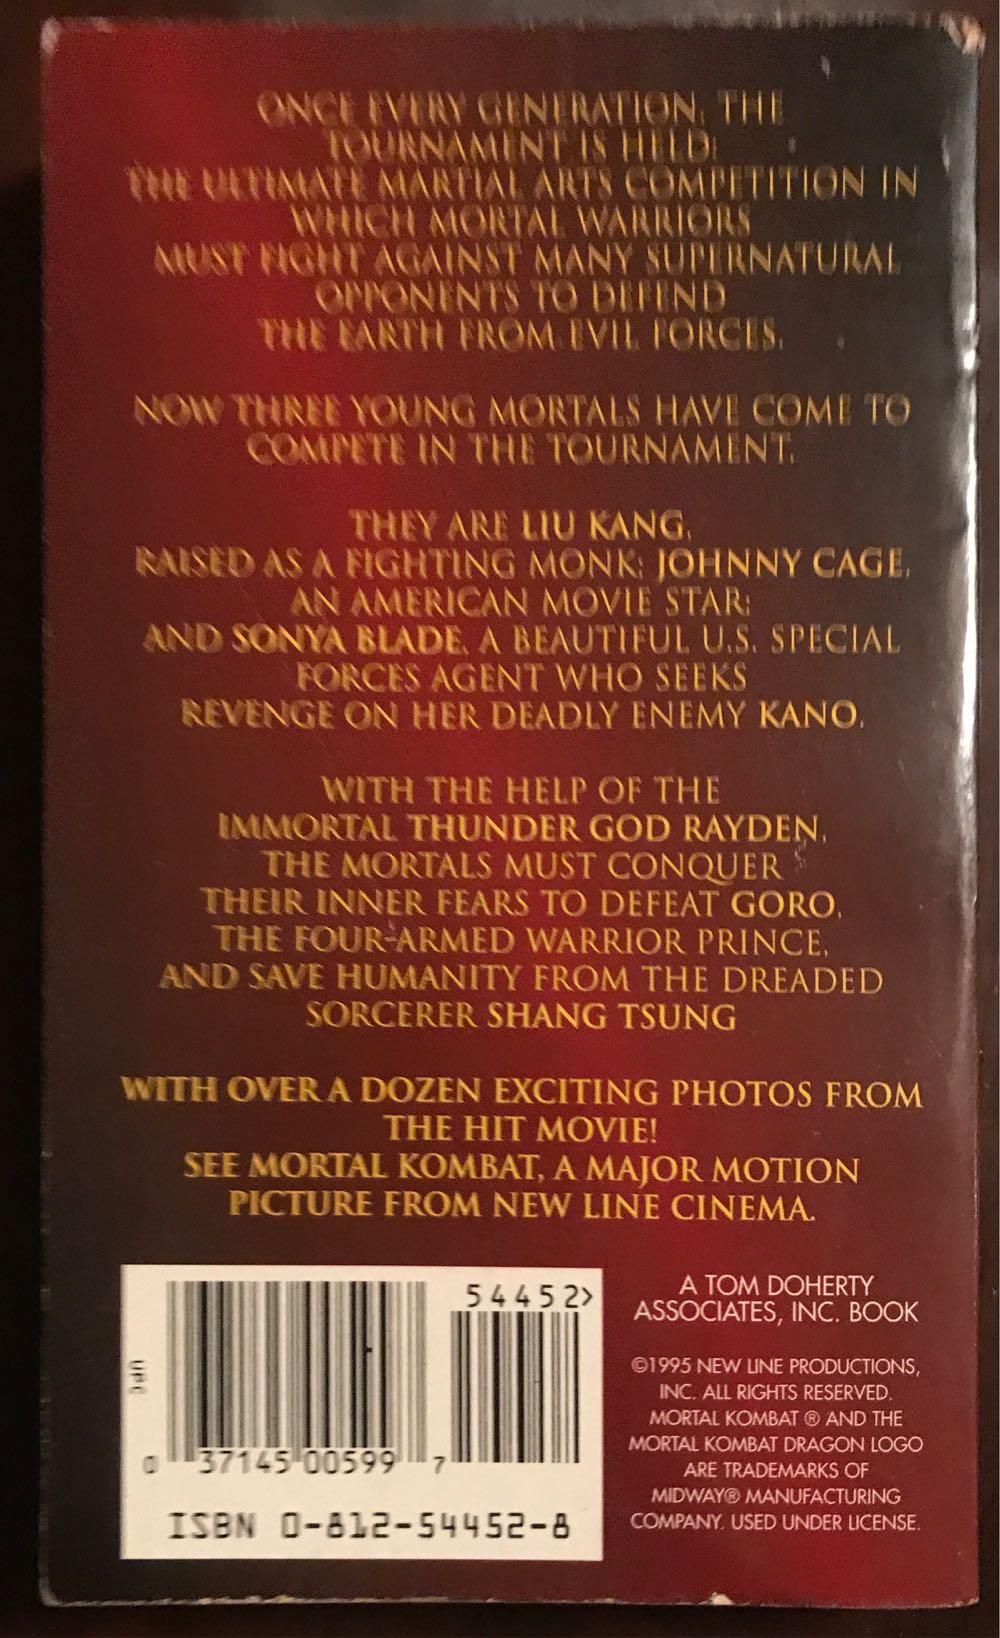 ONCE EVERY GENERATION, THE
TOURNAMENT IS HELD:
THE ULTIMATE MARTIAL ARTS COMPETITION IN
WHICH MORTAL WARRIORS
MUST FIGHT AGAINST MANY SUPERNATURAL
OPPONENTS TO DEFEND
THE EARTH FROM EVIL FORCES.
NOW THREE YOUNG MORTALS HAVE COME TO
COMPETE IN THE TOURNAMENT.
THEY ARE LIU KANG,
RAISED AS A FIGHTING MONK; JOHNNY CAGE,
AN AMERICAN MOVIE STAR;
AND SONYA BLADE, A BEAUTIFUL U.S. SPECIAL
FORCES AGENT WHO SEEKS
REVENGE ON HER DEADLY ENEMY KANO.
WITH THE HELP OF THE
IMMORTAL THUNDER GOD RAYDEN,
THE MORTALS MUST CONQUER
THEIR INNER FEARS TO DEFEAT GORO,
THE FOUR-ARMED WARRIOR PRINCE,
AND SAVE HUMANITY FROM THE DREADED
SORCERER SHANG TSUNG
WITH OVER A DOZEN EXCITING PHOTOS FROM
THE HIT MOVIE!
SEE MORTAL KOMBAT, A MAJOR MOTION
PICTURE FROM NEW LINE CINEMA.
54452>
UPC
0 37145 00599 7
ISBN 0-812-54452-8
A TOM DOHERTY
ASSOCIATES, INC. BOOK
©1995 NEW LINE PRODUCTIONS,
INC. ALL RIGHTS RESERVED.
MORTAL KOMBAT ® AND THE
MORTAL KOMBAT DRAGON LOGO
ARE TRADEMARKS OF
MIDWAY® MANUFACTURING
COMPANY. USED UNDER LICENSE.